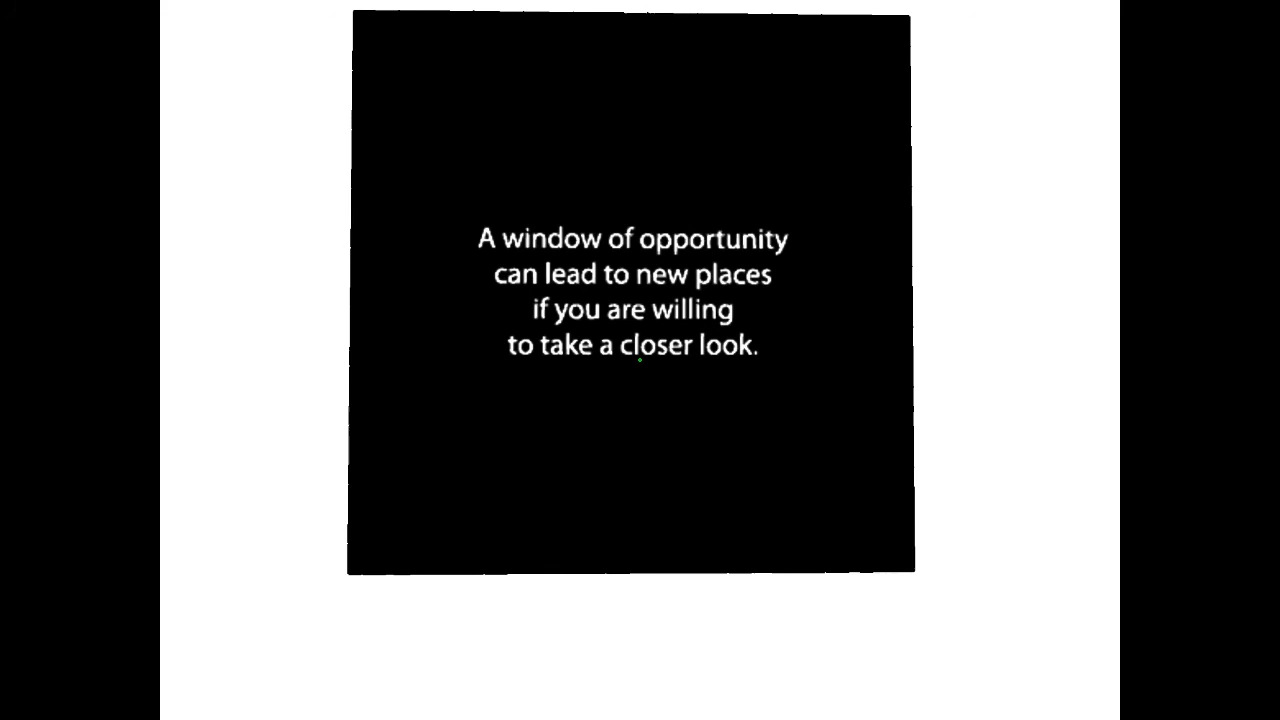 A window of opportunity
can lead to new places
if you are willing
to take a closer look.